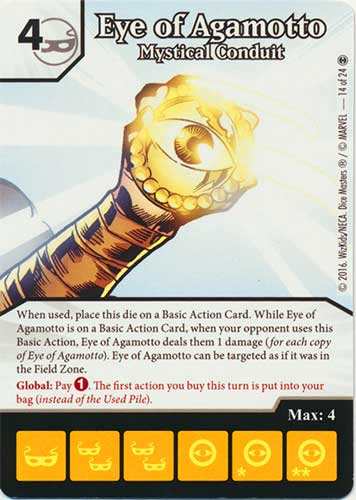 4
Eye of Agamotto
Mystical Conduit
© 2016. WizKids/NECA. Dice Masters ® / © MARVEL — 14 of 24
When used, place this die on a Basic Action Card. While Eye of
Agamotto is on a Basic Action Card, when your opponent uses this
Basic Action, Eye of Agamotto deals them 1 damage (for each copy
of Eye of Agamotto). Eye of Agamotto can be targeted as if it was in
the Field Zone.
Global: Pay 1. The first action you buy this turn is put into your
bag (instead of the Used Pile).
Max: 4
*
**